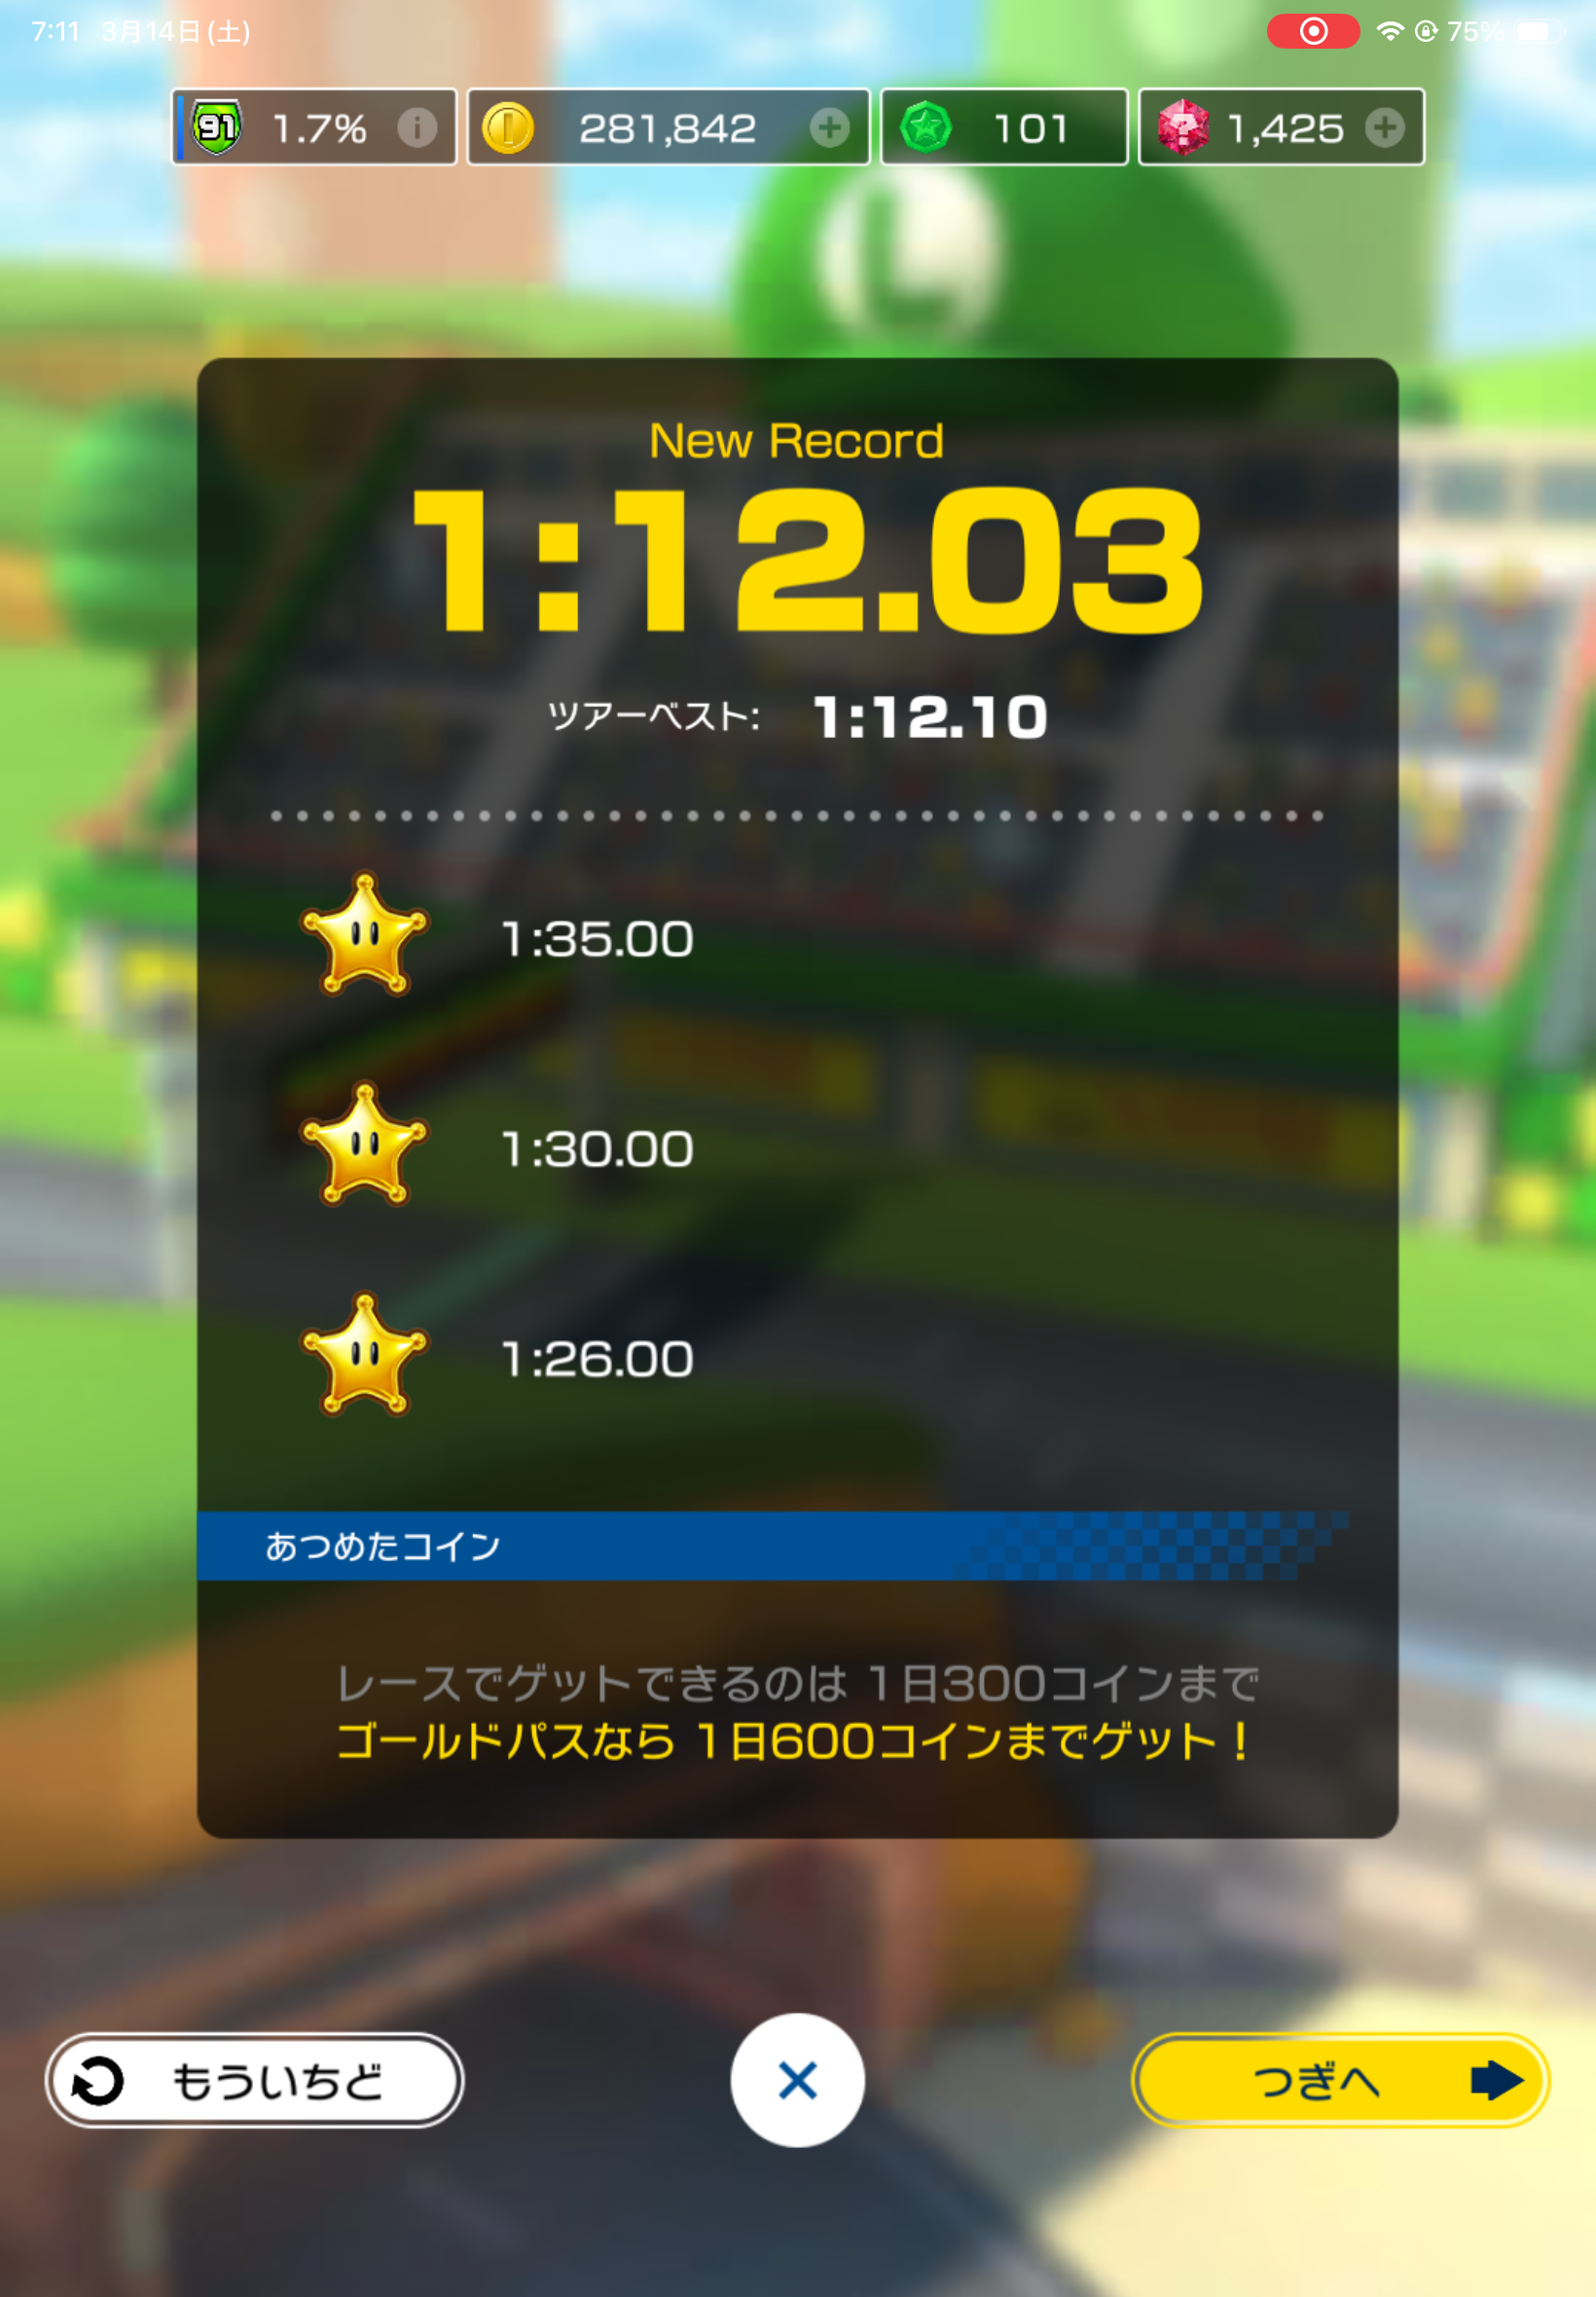 7:11 3月14日(土) 75%
91 1.7% i 281,842 + 101 ? 1,425 +
L
New Record
1:12.03
ツアーベスト: 1:12.10
1:35.00
1:30.00
1:26.00
あつめたコイン
レースでゲットできるのは 1日300コインまで
ゴールドパスなら 1日600コインまでゲット!
もういちど × つぎへ